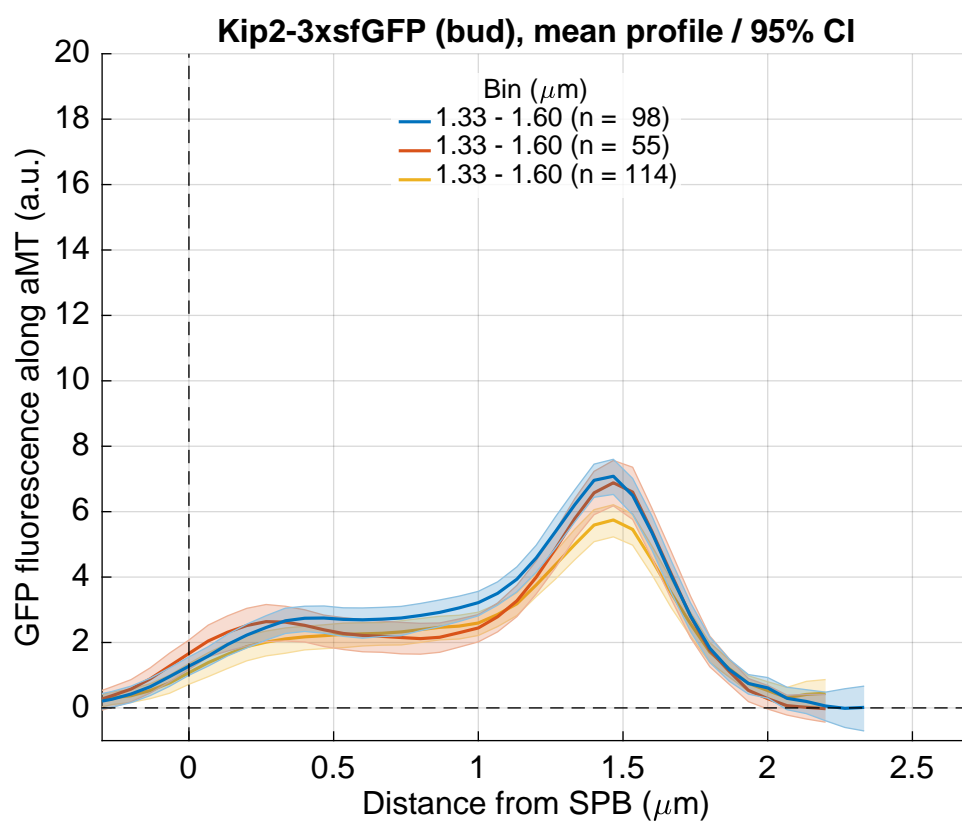 Kip2-3xsfGFP (bud), mean profile / 95% CI
GFP fluorescence along aMT (a.u.)
20
18
16
14
12
10
8
6
4
2
0
Bin (μm)
1.33 - 1.60 (n = 98)
1.33 - 1.60 (n = 55)
1.33 - 1.60 (n = 114)
0 0.5 1 1.5 2 2.5
Distance from SPB (μm)